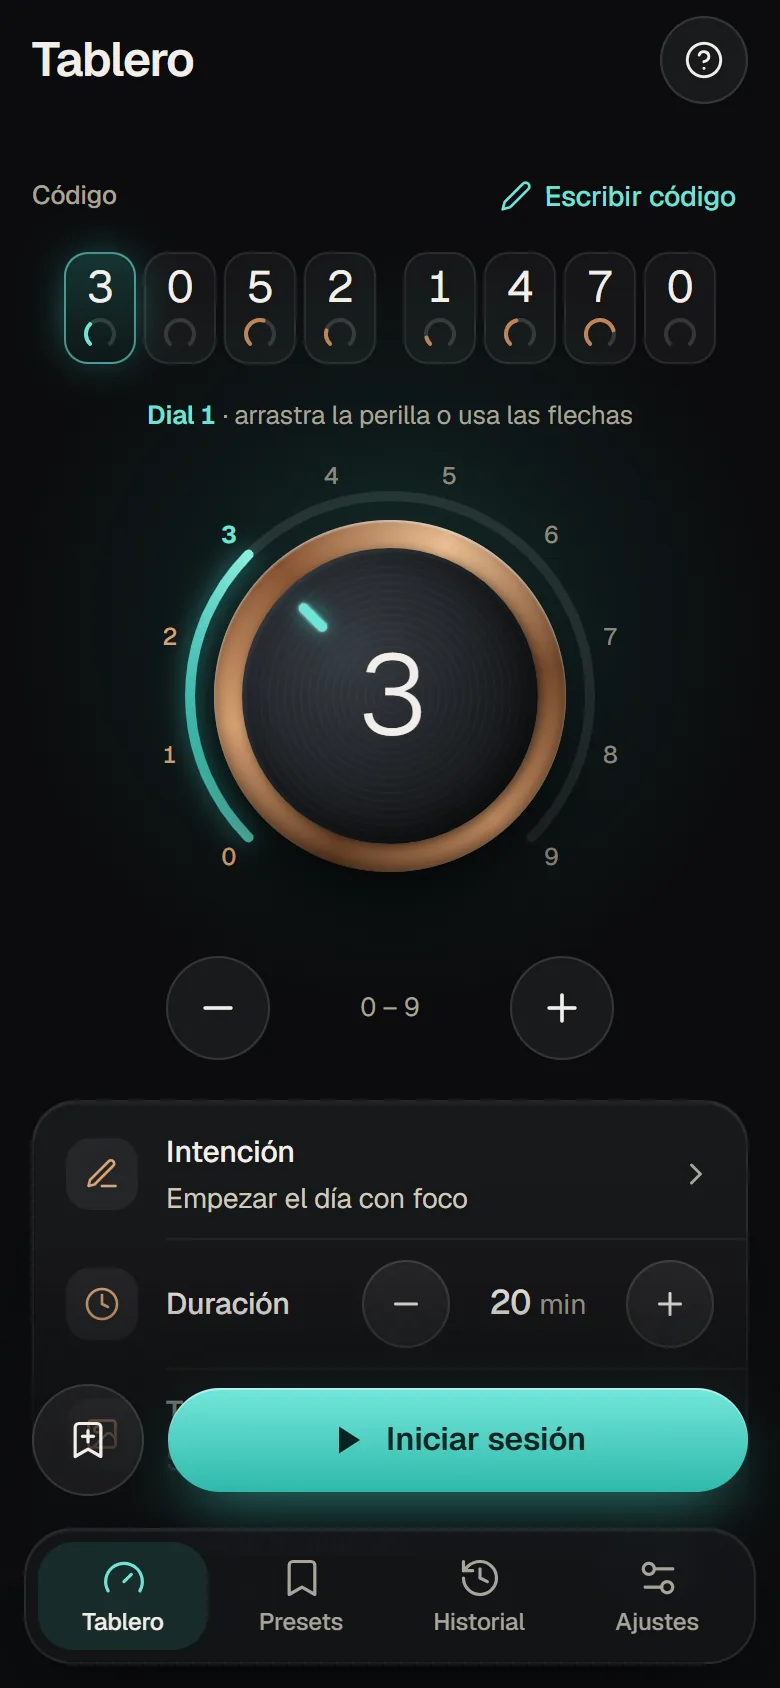 Tablero
Código
Escribir código
3 0 5 2 1 4 7 0
Dial 1 · arrastra la perilla o usa las flechas
4 5
3 6
2 7
3
1 8
0 9
0 – 9
Intención
Empezar el día con foco
Duración
20 min
Iniciar sesión
Tablero
Presets
Historial
Ajustes